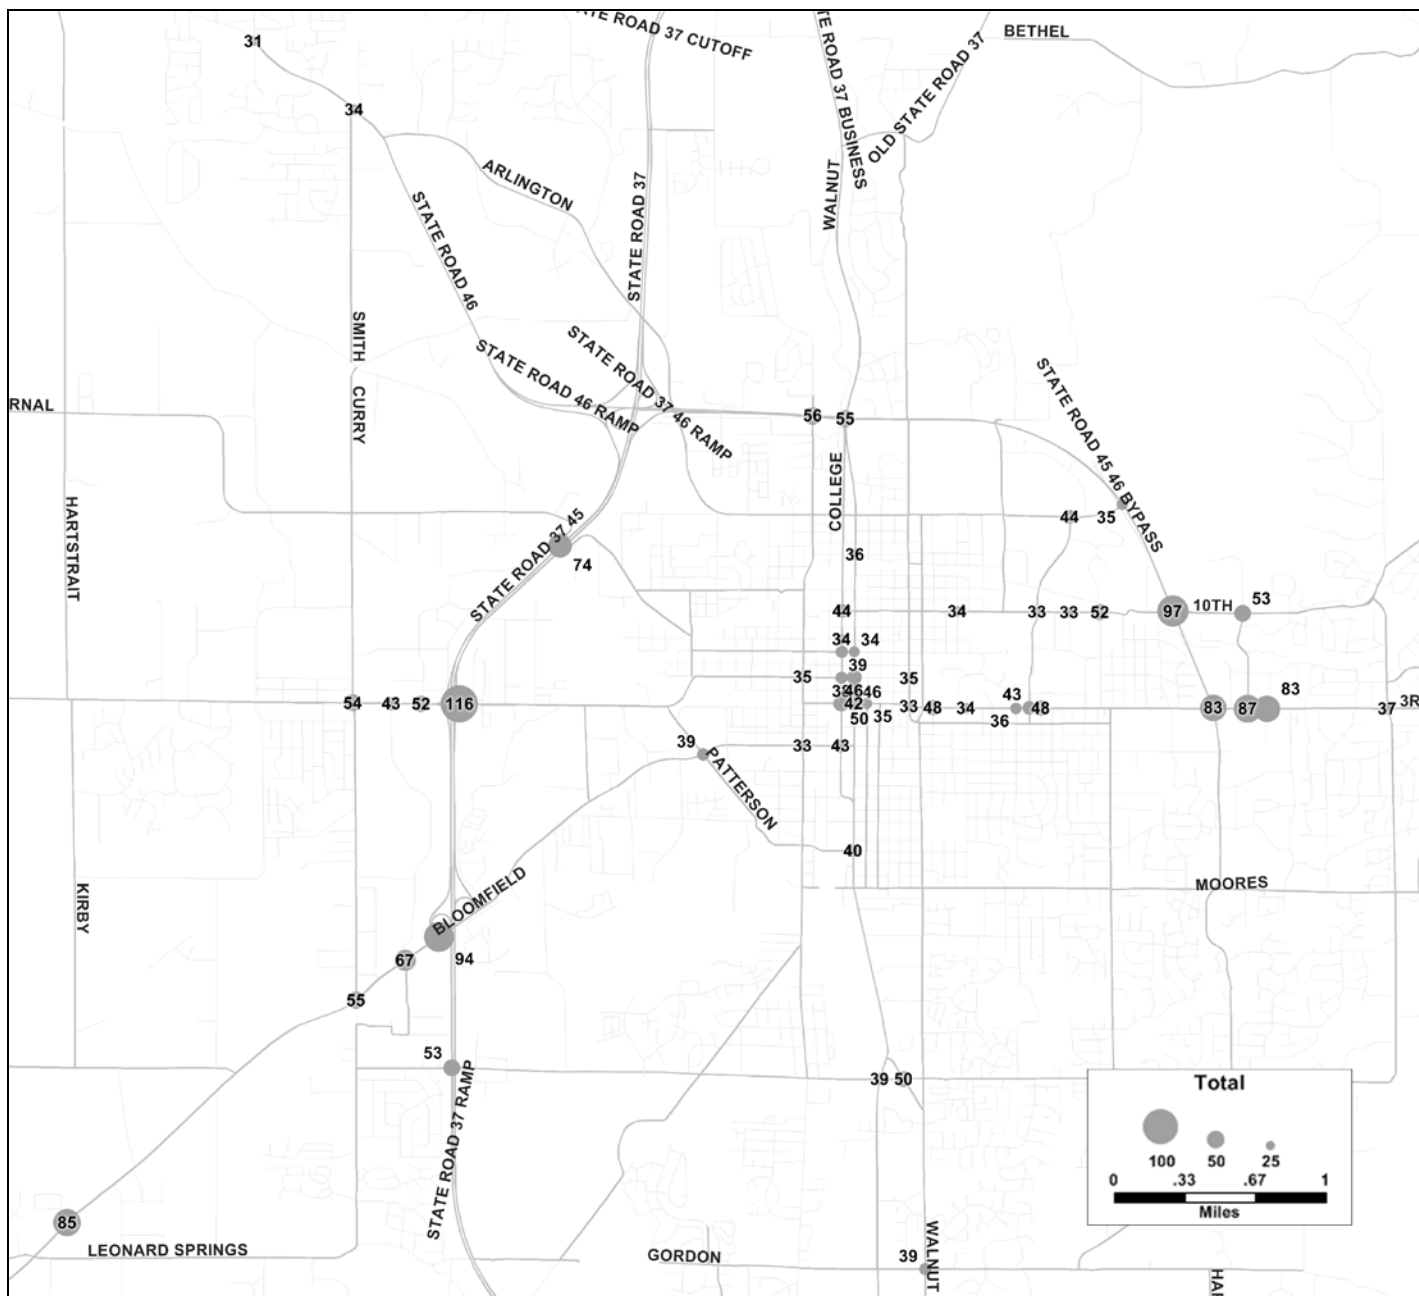 STATE ROAD 37 CUTOFF
TE ROAD 37 BUSINESS
OLD STATE ROAD 37
BETHEL
31
34
ARLINGTON
STATE ROAD 46
STATE ROAD 37
WALNUT
SMITH
CURRY
STATE ROAD 46 RAMP
STATE ROAD 37 46 RAMP
STATE ROAD 45 46 BYPASS
RNAL
56
55
COLLEGE
HARTSTRAIT
STATE ROAD 37 45
74
44
35
36
44
34
33
33
52
97
10TH
53
34
34
39
35
35
46
46
54
43
52
116
42
33
48
34
43
48
83
87
83
37
3R
50
35
36
39
33
43
PATTERSON
40
KIRBY
BLOOMFIELD
MOORES
94
67
55
53
39
50
STATE ROAD 37 RAMP
Total
100
50
25
0
.33
.67
1
Miles
85
LEONARD SPRINGS
GORDON
39
WALNUT
HAR